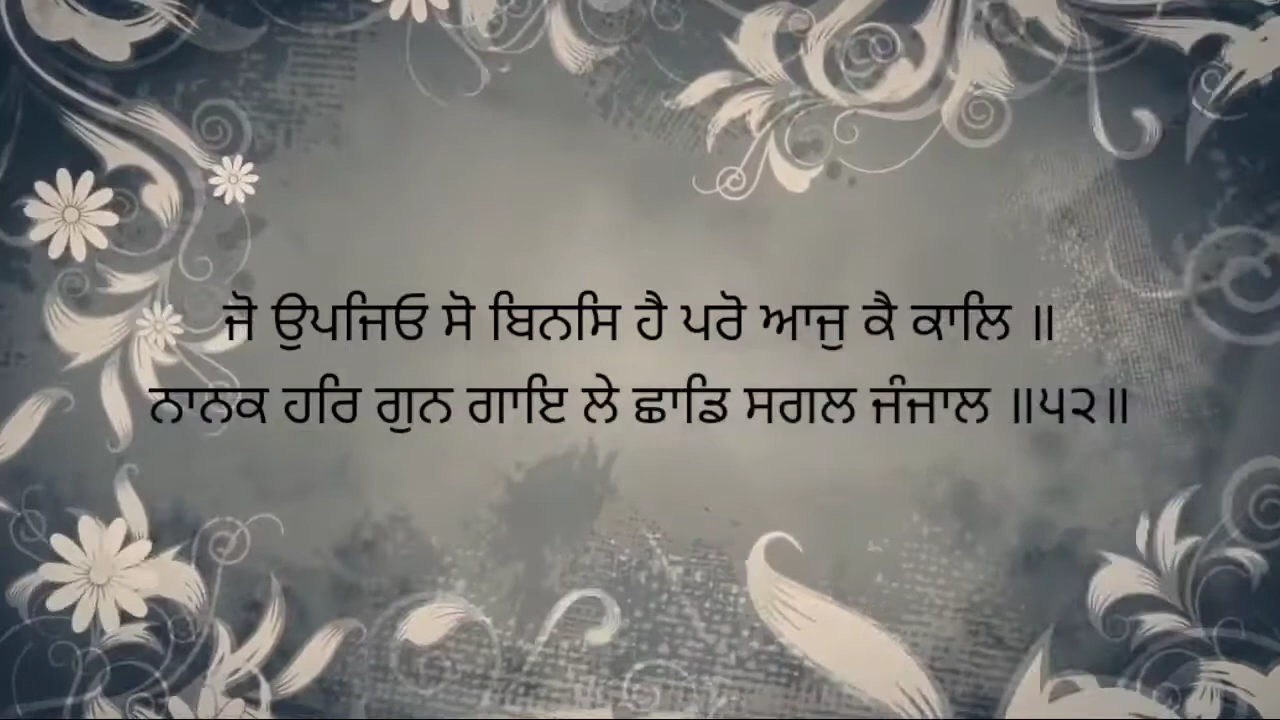 ਜੋ ਉਪਜਿਓ ਸੋ ਬਿਨਸਿ ਹੈ ਪਰੋ ਆਜੁ ਕੈ ਕਾਲਿ ॥
ਨਾਨਕ ਹਰਿ ਗੁਨ ਗਾਇ ਲੇ ਛਾਡਿ ਸਗਲ ਜੰਜਾਲ ॥੫੨॥